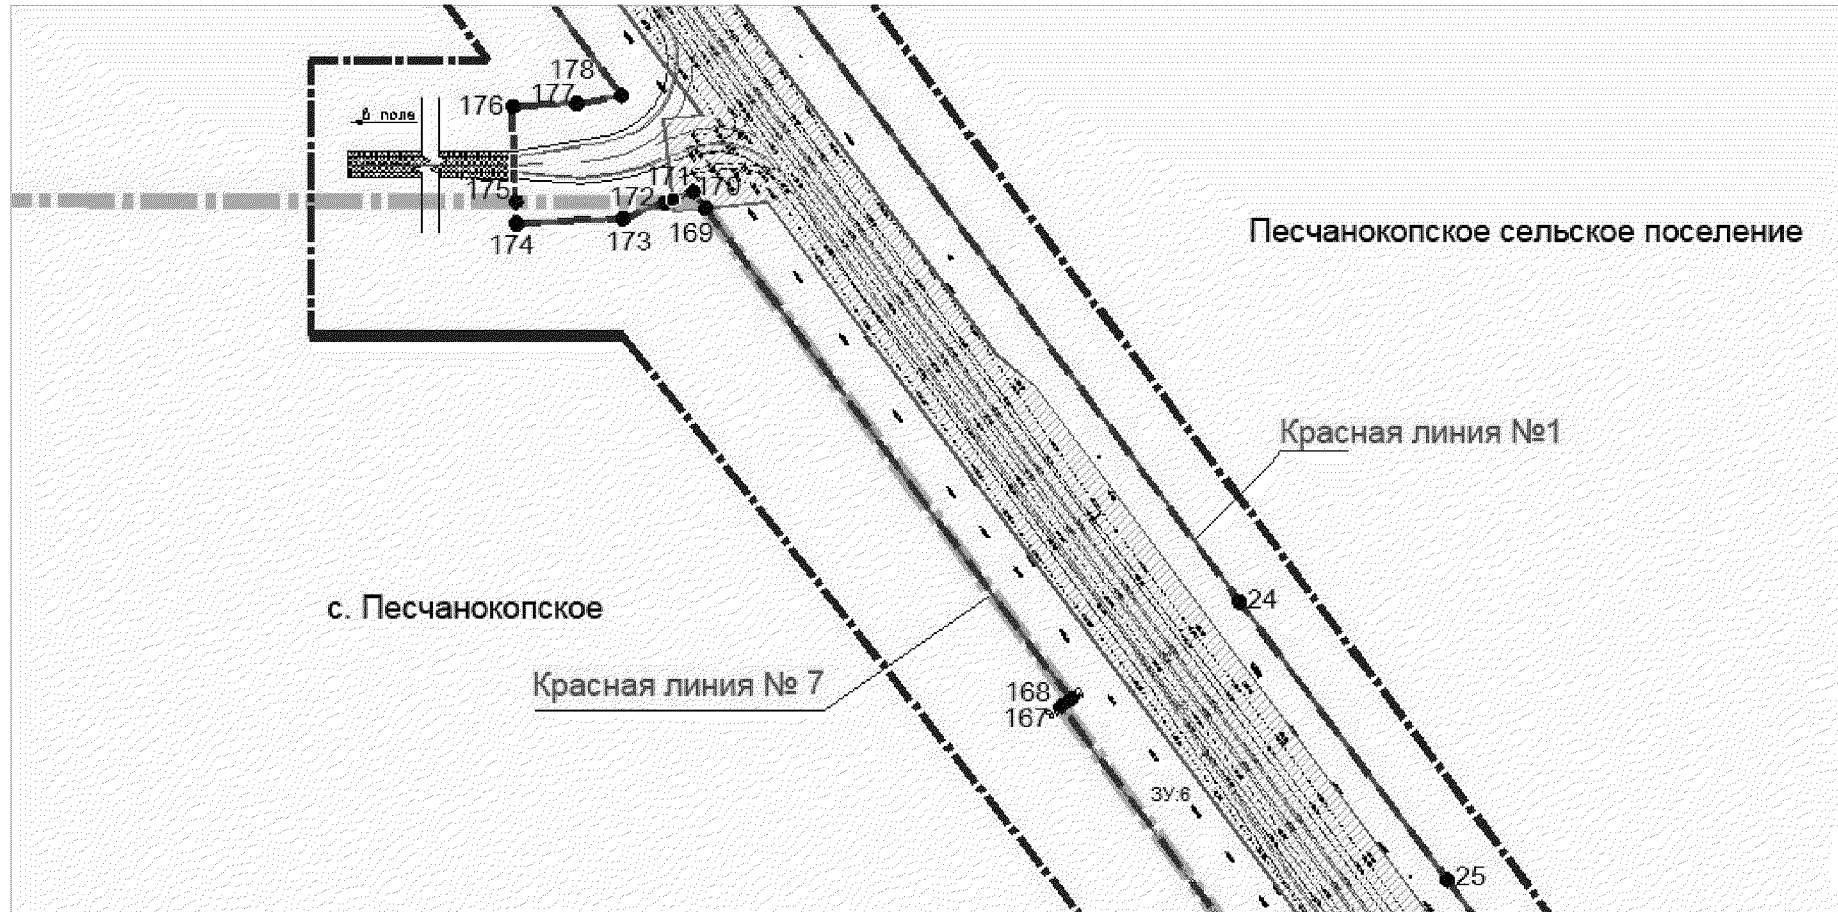 178
177
176
в поле
175
171
170
172
169
174
173
Песчанокопское сельское поселение
Красная линия №1
с. Песчанокопское
24
Красная линия № 7
168
167
ЗУ.6
25